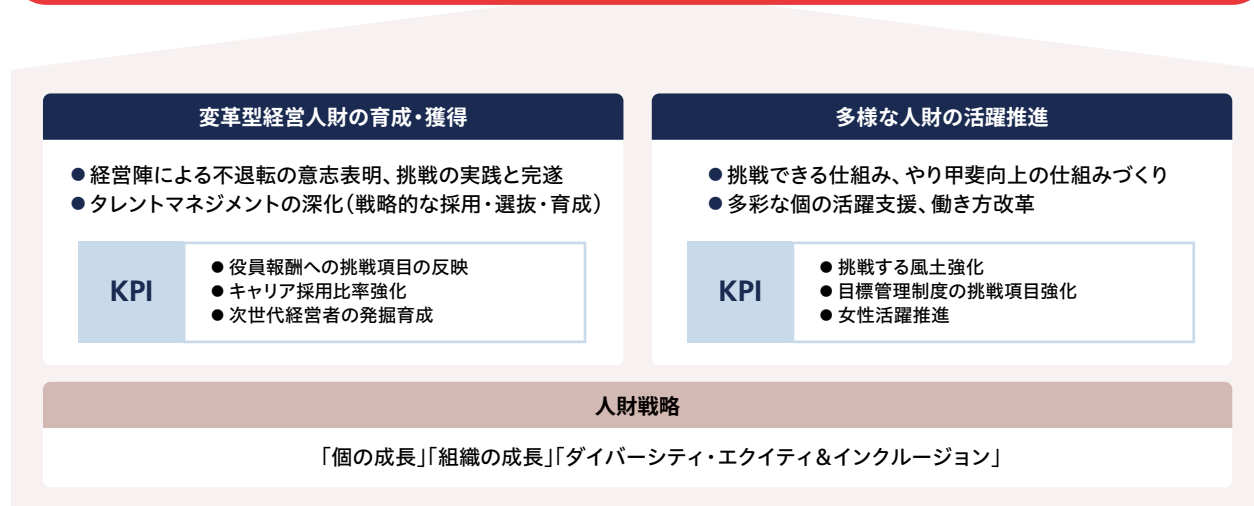 変革型経営人財の育成・獲得
●経営陣による不退転の意志表明、挑戦の実践と完遂
●タレントマネジメントの深化(戦略的な採用・選抜・育成)
KPI
●役員報酬への挑戦項目の反映
●キャリア採用比率強化
●次世代経営者の発掘育成
多様な人財の活躍推進
●挑戦できる仕組み、やり甲斐向上の仕組みづくり
●多彩な個の活躍支援、働き方改革
KPI
●挑戦する風土強化
●目標管理制度の挑戦項目強化
●女性活躍推進
人財戦略
「個の成長」「組織の成長」「ダイバーシティ・エクイティ&インクルージョン」